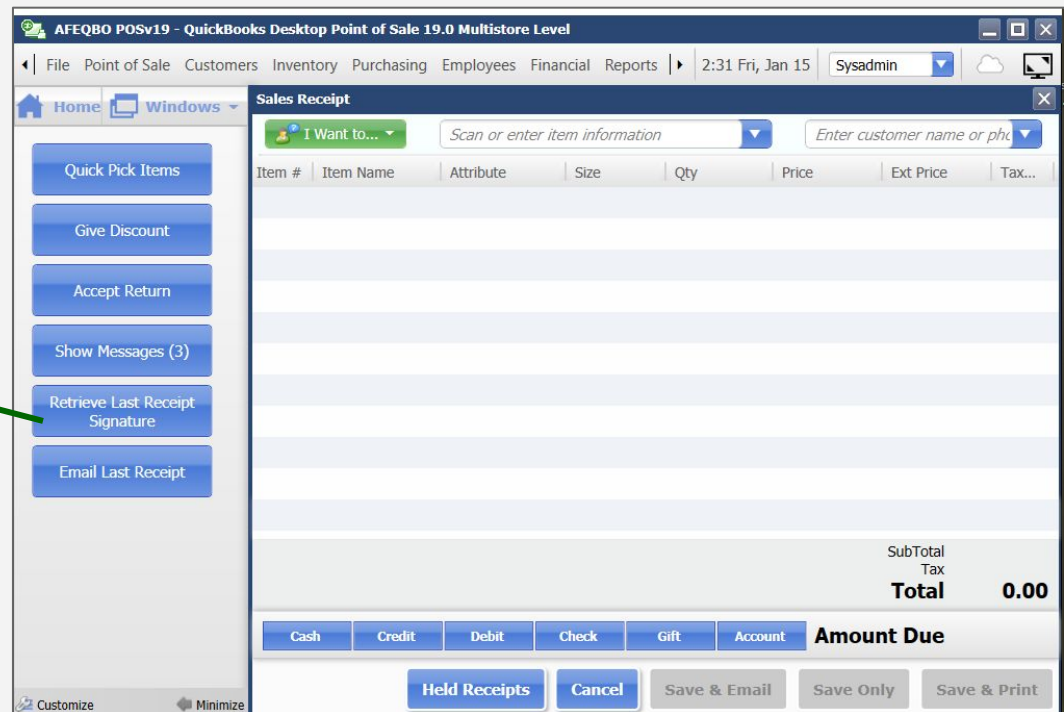 AFEQBO POSv19 - QuickBooks Desktop Point of Sale 19.0 Multistore Level
File Point of Sale Customers Inventory Purchasing Employees Financial Reports 2:31 Fri, Jan 15 Sysadmin
Home Windows
Sales Receipt
I Want to... Scan or enter item information Enter customer name or pho
Item # Item Name Attribute Size Qty Price Ext Price Tax...
Quick Pick Items
Give Discount
Accept Return
Show Messages (3)
Retrieve Last Receipt
Signature
Email Last Receipt
SubTotal
Tax
Total 0.00
Cash Credit Debit Check Gift Account Amount Due
Held Receipts Cancel Save & Email Save Only Save & Print
Customize Minimize